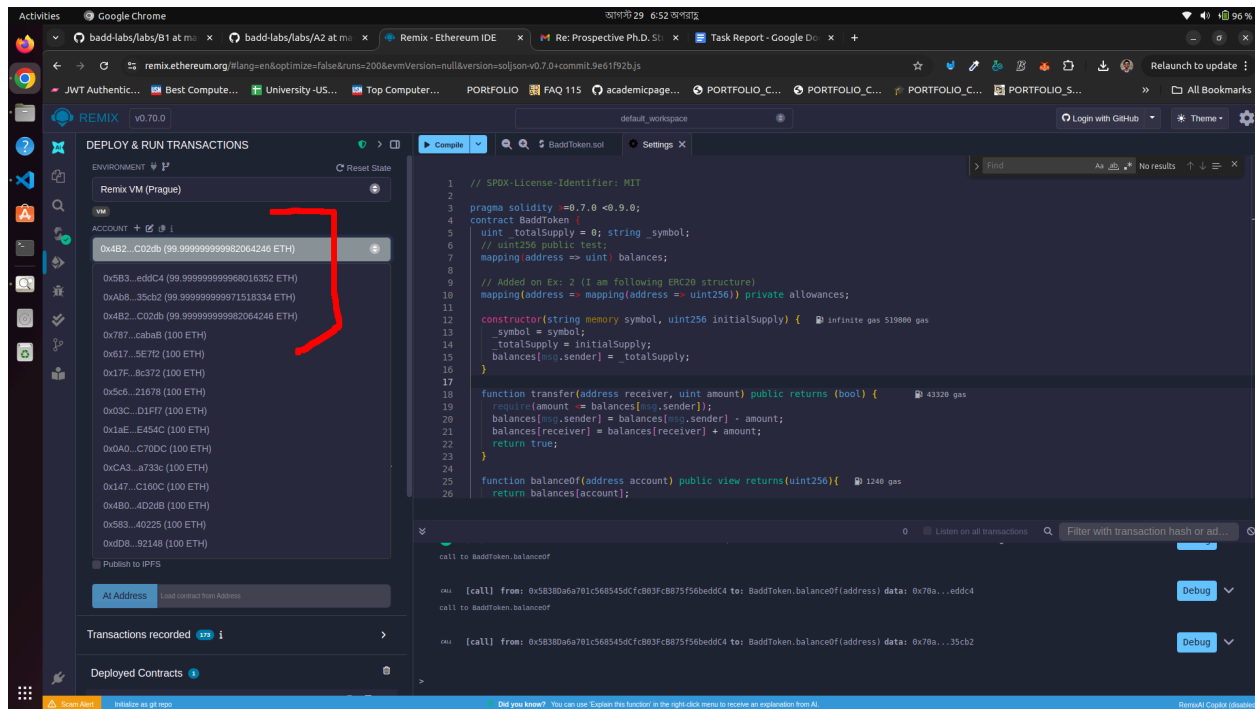 Activities
Google Chrome
আগস্ট 29 6:52 অপরাহ্ণ
96 %
badd-labs/labs/B1 at ma
badd-labs/labs/A2 at ma
Remix - Ethereum IDE
Re: Prospective Ph.D. Stu
Task Report - Google Do
remix.ethereum.org/#lang=en&optimize=false&runs=200&evmVersion=null&version=soljson-v0.7.0+commit.9e61f92b.js
Relaunch to update
JWT Authentic...
Best Compute...
University -US...
Top Computer...
PORtFOLIO
FAQ 115
academicpage...
PORTFOLIO_C...
PORTFOLIO_C...
PORTFOLIO_C...
PORTFOLIO_S...
»
All Bookmarks
REMIX v0.70.0
default_workspace
Login with GitHub
Theme
DEPLOY & RUN TRANSACTIONS
ENVIRONMENT
Reset State
Remix VM (Prague)
VM
ACCOUNT
0x4B2...C02db (99.999999999982064246 ETH)
0x5B3...eddC4 (99.999999999968016352 ETH)
0xAb8...35cb2 (99.999999999971518334 ETH)
0x4B2...C02db (99.999999999982064246 ETH)
0x787...cabaB (100 ETH)
0x617...5E7f2 (100 ETH)
0x17F...8c372 (100 ETH)
0x5c6...21678 (100 ETH)
0x03C...D1Ff7 (100 ETH)
0x1aE...E454C (100 ETH)
0x0A0...C70DC (100 ETH)
0xCA3...a733c (100 ETH)
0x147...C160C (100 ETH)
0x4B0...4D2dB (100 ETH)
0x583...40225 (100 ETH)
0xdD8...92148 (100 ETH)
Publish to IPFS
At Address
Load contract from Address
Transactions recorded 173 i
Deployed Contracts 1
Compile
BaddToken.sol
Settings
Find
Aa ab .*
No results
1 // SPDX-License-Identifier: MIT
2
3 pragma solidity >=0.7.0 <0.9.0;
4 contract BaddToken {
5 uint _totalSupply = 0; string _symbol;
6 // uint256 public test;
7 mapping(address => uint) balances;
8
9 // Added on Ex: 2 (I am following ERC20 structure)
10 mapping(address => mapping(address => uint256)) private allowances;
11
12 constructor(string memory symbol, uint256 initialSupply) { infinite gas 519800 gas
13 _symbol = symbol;
14 _totalSupply = initialSupply;
15 balances[msg.sender] = _totalSupply;
16 }
17
18 function transfer(address receiver, uint amount) public returns (bool) { 43320 gas
19 require(amount <= balances[msg.sender]);
20 balances[msg.sender] = balances[msg.sender] - amount;
21 balances[receiver] = balances[receiver] + amount;
22 return true;
23 }
24
25 function balanceOf(address account) public view returns(uint256){ 1240 gas
26 return balances[account];
0
Listen on all transactions
Filter with transaction hash or ad...
call to BaddToken.balanceOf
CALL [call] from: 0x5B38Da6a701c568545dCfcB03FcB875f56beddC4 to: BaddToken.balanceOf(address) data: 0x70a...eddc4
Debug
call to BaddToken.balanceOf
CALL [call] from: 0x5B38Da6a701c568545dCfcB03FcB875f56beddC4 to: BaddToken.balanceOf(address) data: 0x70a...35cb2
Debug
>
Scam Alert
Initialize as git repo
Did you know? You can use 'Explain this function' in the right-click menu to receive an explanation from AI.
RemixAI Copilot (disabled